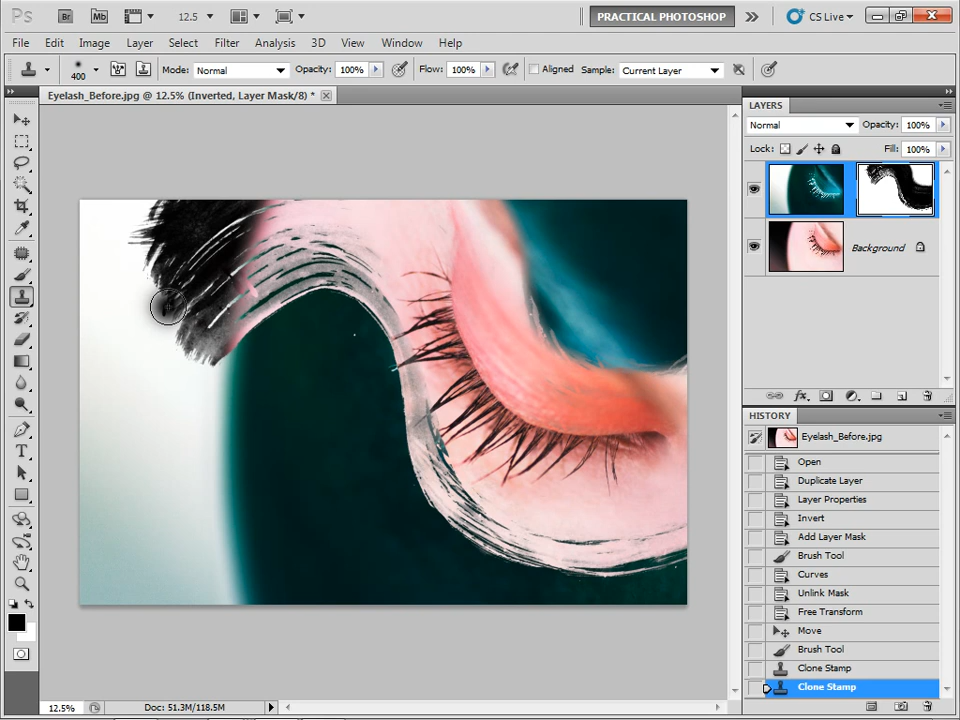 Ps Br Mb 12.5 PRACTICAL PHOTOSHOP CS Live
File Edit Image Layer Select Filter Analysis 3D View Window Help
400 Mode: Normal Opacity: 100% Flow: 100% Aligned Sample: Current Layer
Eyelash_Before.jpg @ 12.5% (Inverted, Layer Mask/8) *
LAYERS
Normal Opacity: 100%
Lock: Fill: 100%
Background
fx
HISTORY
Eyelash_Before.jpg
Open
Duplicate Layer
Layer Properties
Invert
Add Layer Mask
Brush Tool
Curves
Unlink Mask
Free Transform
Move
Brush Tool
Clone Stamp
Clone Stamp
12.5% Doc: 51.3M/118.5M